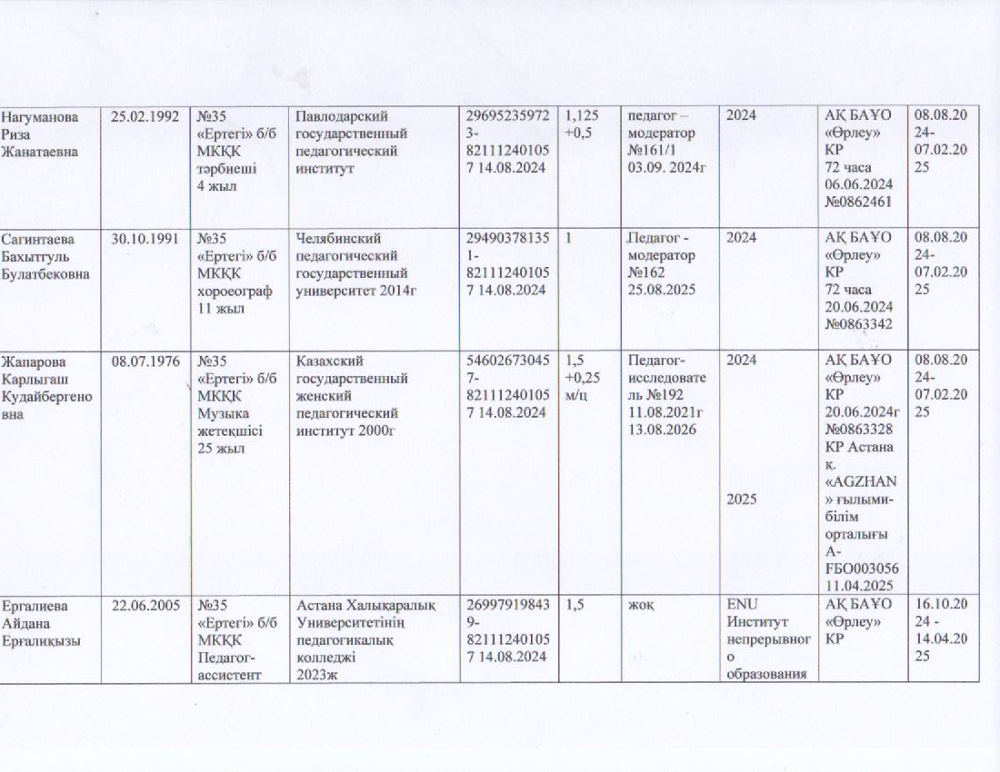 Нагуманова
Риза
Жанатаевна
25.02.1992
№35
«Ертегі» б/б
МКҚК
тәрбиеші
4 жыл
Павлодарский
государственный
педагогический
институт
29695235972
3-
82111240105
7 14.08.2024
1,125
+0,5
педагог –
модератор
№161/1
03.09. 2024г
2024
АҚ БАҰО
«Өрлеу»
КР
72 часа
06.06.2024
№0862461
08.08.20
24-
07.02.20
25
Сагинтаева
Бахытгуль
Булатбековна
30.10.1991
№35
«Ертегі» б/б
МКҚК
хороеограф
11 жыл
Челябинский
педагогический
государственный
университет 2014г
29490378135
1-
82111240105
7 14.08.2024
1
Педагог -
модератор
№162
25.08.2025
2024
АҚ БАҰО
«Өрлеу»
КР
72 часа
20.06.2024
№0863342
08.08.20
24-
07.02.20
25
Жапарова
Карлыгаш
Кудайбергено
вна
08.07.1976
№35
«Ертегі» б/б
МКҚК
Музыка
жетекшісі
25 жыл
Казахский
государственный
женский
педагогический
институт 2000г
54602673045
7-
82111240105
7 14.08.2024
1,5
+0,25
м/ц
Педагог-
исследовате
ль №192
11.08.2021г
13.08.2026
2024
2025
АҚ БАҰО
«Өрлеу»
КР
20.06.2024г
№0863328
КР Астана
қ.
«AGZHAN
» ғылыми-
білім
орталығы
А-
FБО003056
11.04.2025
08.08.20
24-
07.02.20
25
Ергалиева
Айдана
Ерғалиқызы
22.06.2005
№35
«Ертегі» б/б
МКҚК
Педагог-
ассистент
Астана Халықаралық
Университетінің
педагогикалық
колледжі
2023ж
26997919843
9-
82111240105
7 14.08.2024
1,5
жоқ
ENU
Институт
непрерывног
о
образования
АҚ БАҰО
«Өрлеу»
КР
16.10.20
24 -
14.04.20
25